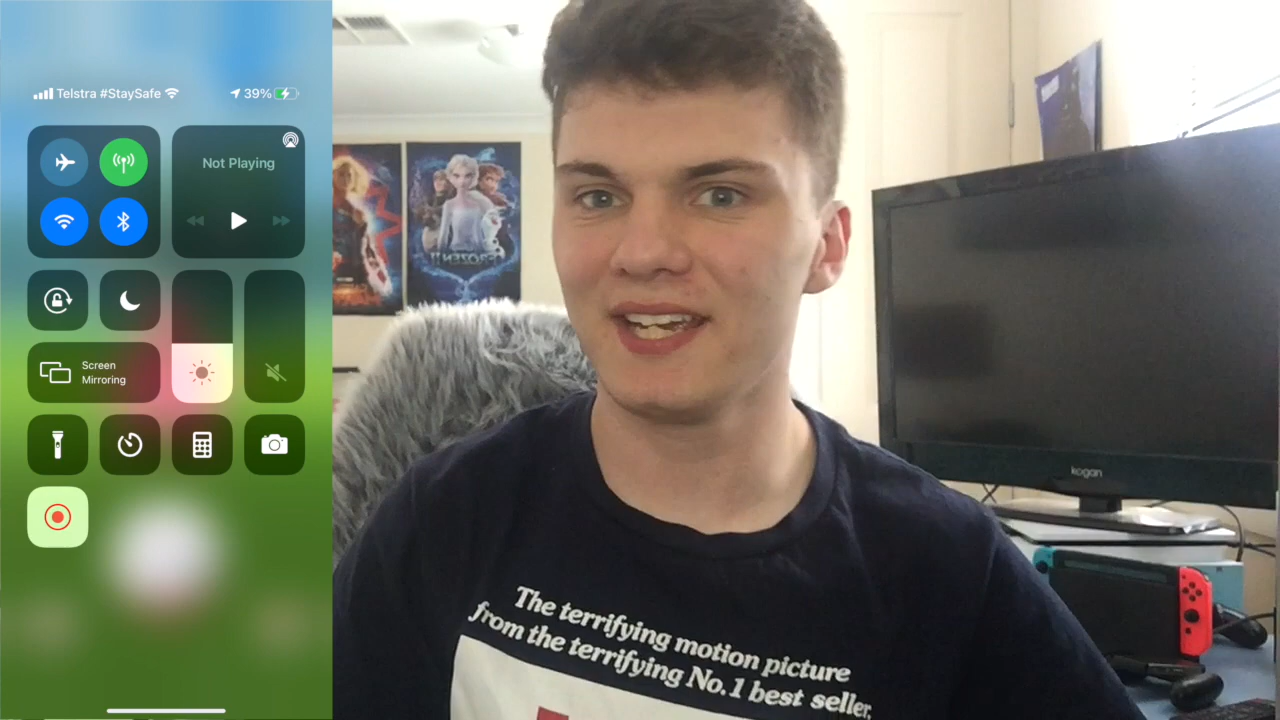 Telstra #StaySafe
39%
Not Playing
Screen
Mirroring
FROZEN II
kogan
The terrifying motion picture
from the terrifying No. 1 best seller,